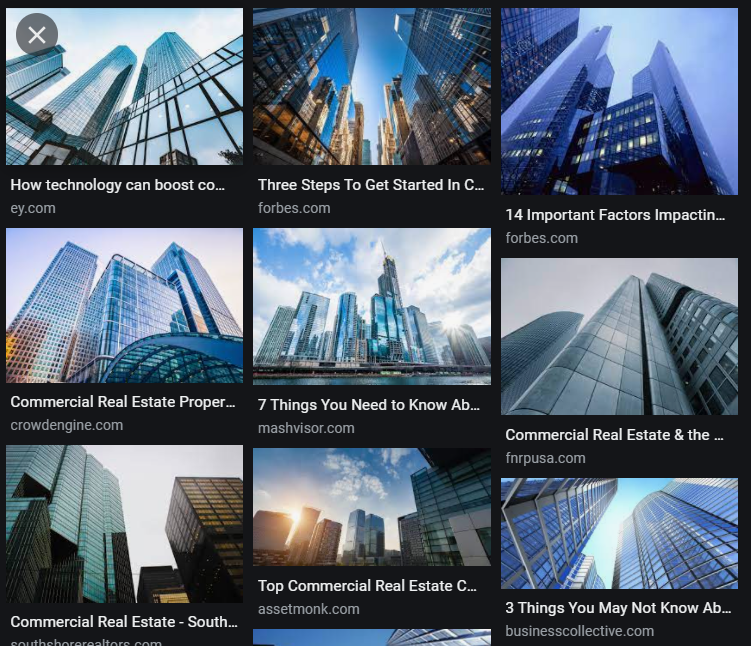 How technology can boost co...
ey.com
Three Steps To Get Started In C...
forbes.com
14 Important Factors Impactin...
forbes.com
Commercial Real Estate Proper...
crowdengine.com
7 Things You Need to Know Ab...
mashvisor.com
Commercial Real Estate & the ...
fnrpusa.com
Commercial Real Estate - South...
southshorerealtors.com
Top Commercial Real Estate C...
assetmonk.com
3 Things You May Not Know Ab...
businesscollective.com